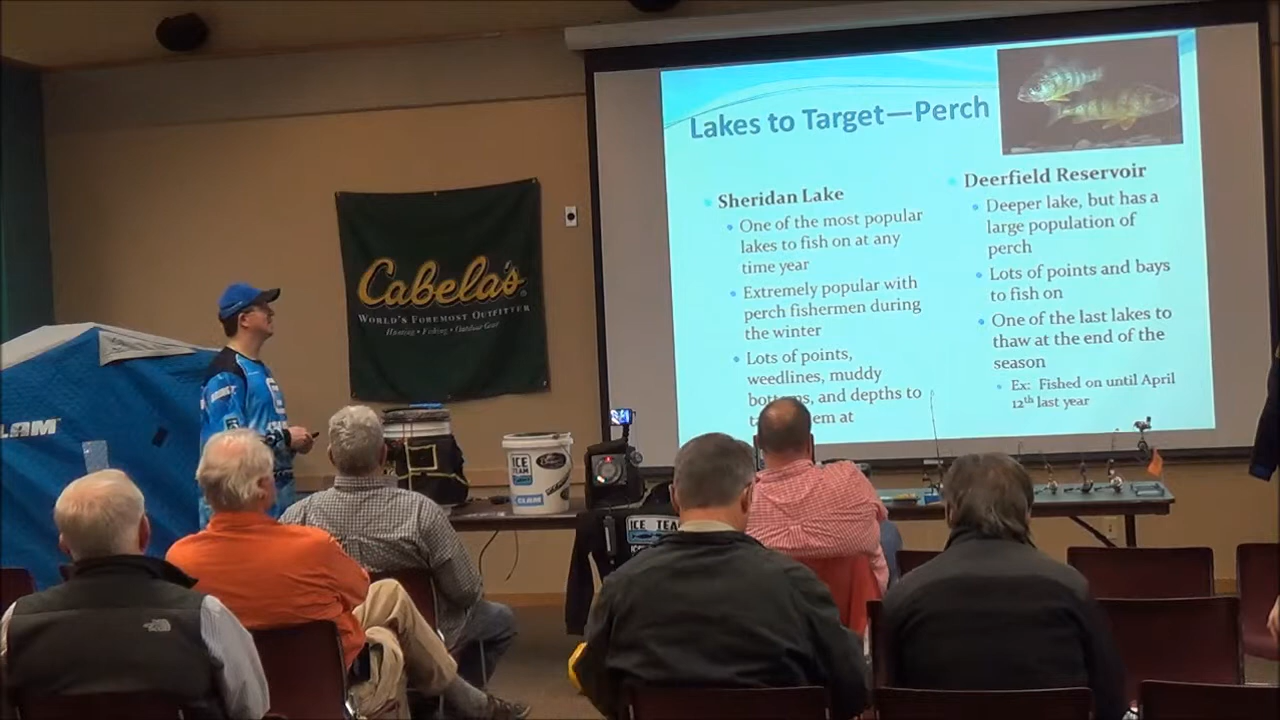 Lakes to Target—Perch
Sheridan Lake
One of the most popular
lakes to fish on at any
time year
Extremely popular with
perch fishermen during
the winter
Lots of points,
weedlines, muddy
and depths to
at
Deerfield Reservoir
Deeper lake, but has a
large population of
perch
Lots of points and bays
to fish on
One of the last lakes to
thaw at the end of the
season
Ex: Fished on until April
12th last year
Cabela's
WORLD'S FOREMOST OUTFITTER
Hunting • Fishing • Outdoor Gear
CLAM
ICE
TEAM
CLAM
ICE TEA